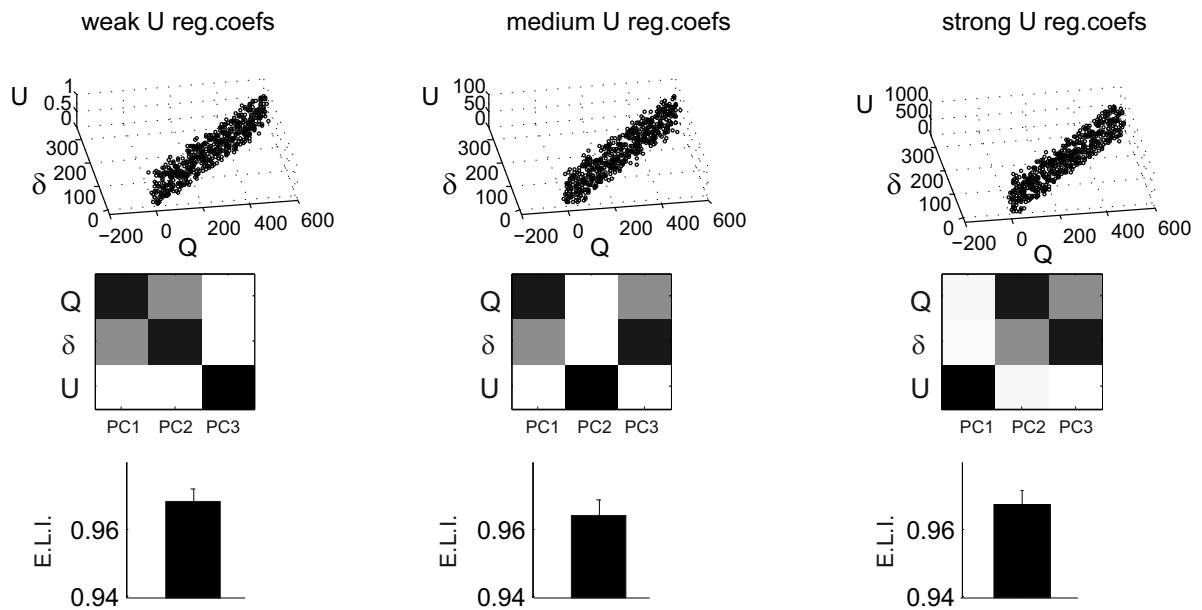 weak U reg.coefs
medium U reg.coefs
strong U reg.coefs
U
1
0.5
0
300
200
100
0
δ
−200
0
200
400
600
Q
U
100
50
0
300
200
100
0
δ
−200
0
200
400
600
Q
U
1000
500
0
300
200
100
0
δ
−200
0
200
400
600
Q
Q
δ
U
PC1 PC2 PC3
Q
δ
U
PC1 PC2 PC3
Q
δ
U
PC1 PC2 PC3
E.L.I.
0.96
0.94
E.L.I.
0.96
0.94
E.L.I.
0.96
0.94